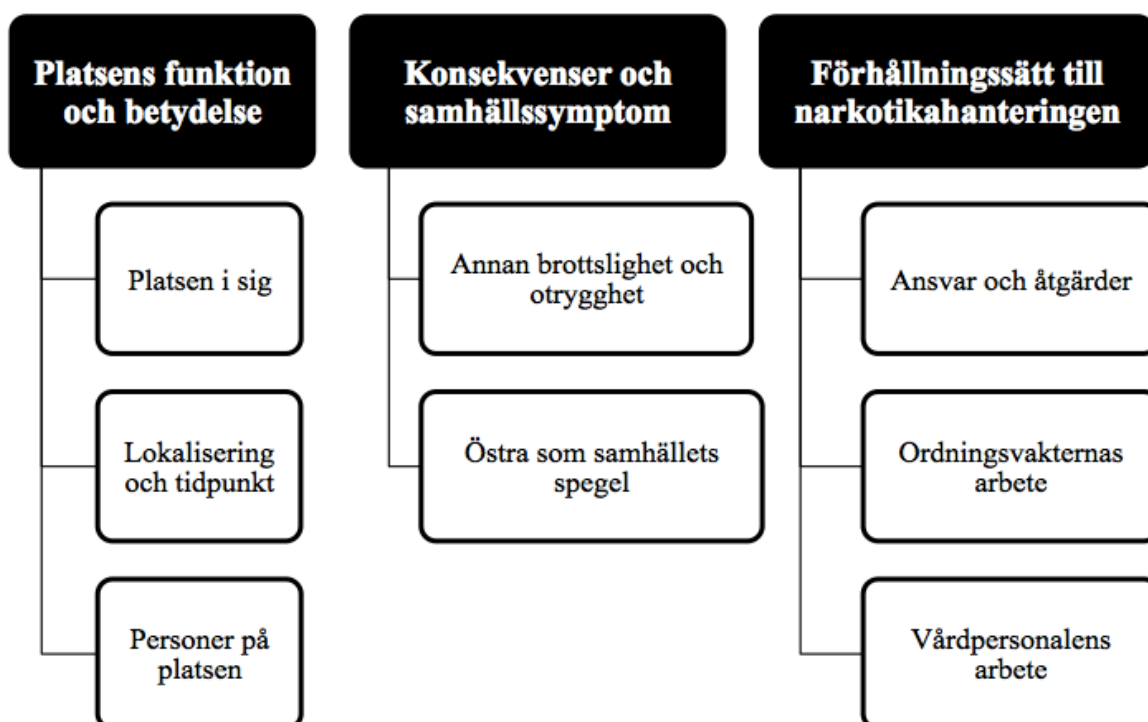 Platsens funktion
och betydelse
Platsen i sig
Lokalisering
och tidpunkt
Personer på
platsen
Konsekvenser och
samhällssymptom
Annan brottslighet och
otrygghet
Östra som samhällets
spegel
Förhållningssätt till
narkotikahanteringen
Ansvar och åtgärder
Ordningsvakternas
arbete
Vårdpersonalens
arbete